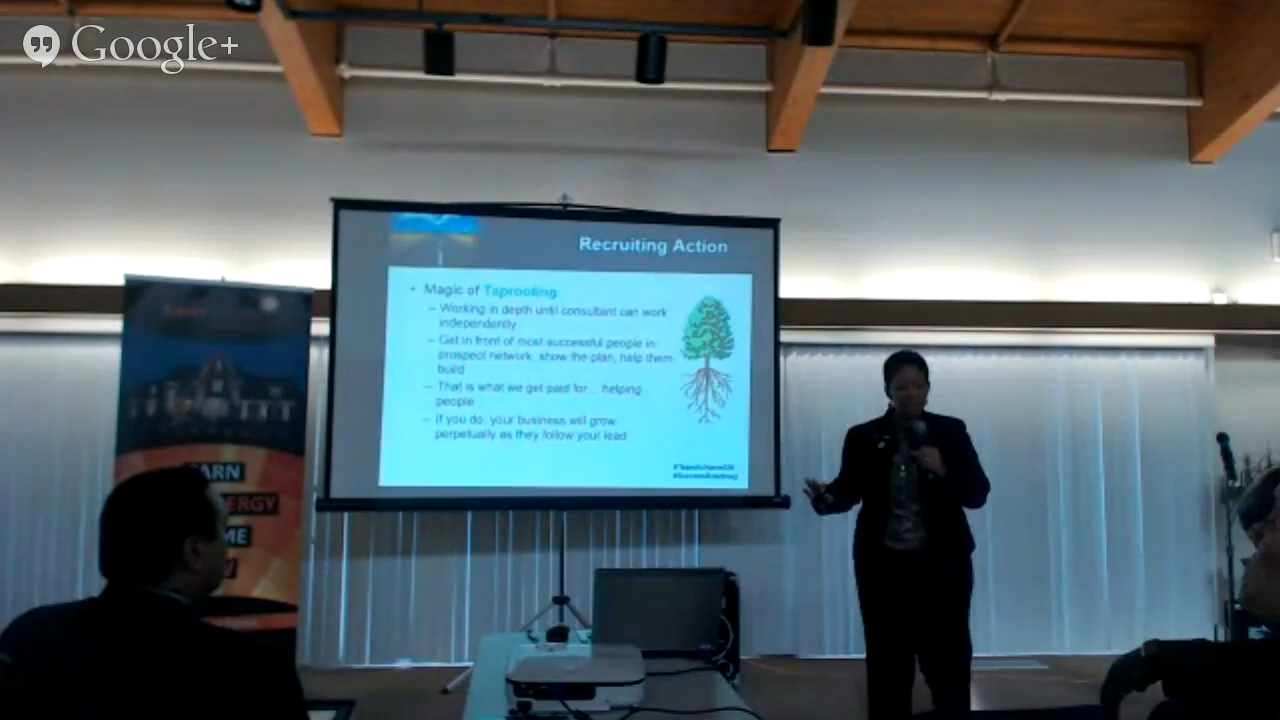 Google+
Recruiting Action
• Magic of Taprooting
– Working in depth until consultant can work
independently
– Get in front of most successful people in
prospect network, show the plan, help them
build
– That is what we get paid for... helping
people
– If you do, your business will grow
perpetually as they follow your lead
ARN
ERGY
ME